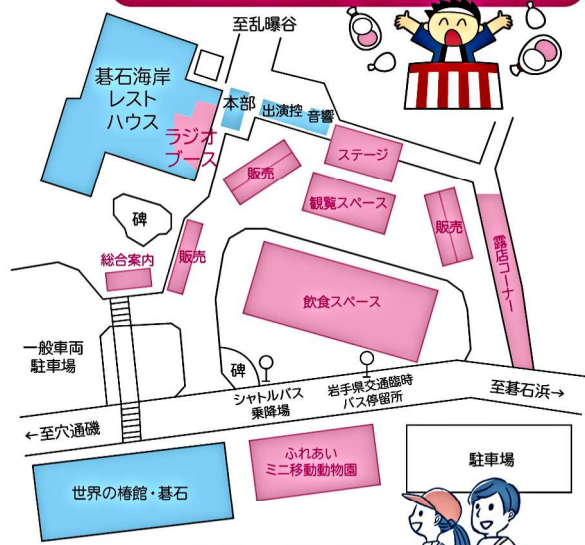 至乱曝谷
碁石海岸
レスト
ハウス
本部
出演控
音響
ラジオ
ブース
ステージ
販売
観覧スペース
販売
碑
販売
露店コーナー
総合案内
飲食スペース
一般車両
駐車場
碑
シャトルバス
乗降場
岩手県交通臨時
バス停留所
至碁石浜→
←至穴通磯
ふれあい
ミニ移動動物園
駐車場
世界の椿館・碁石